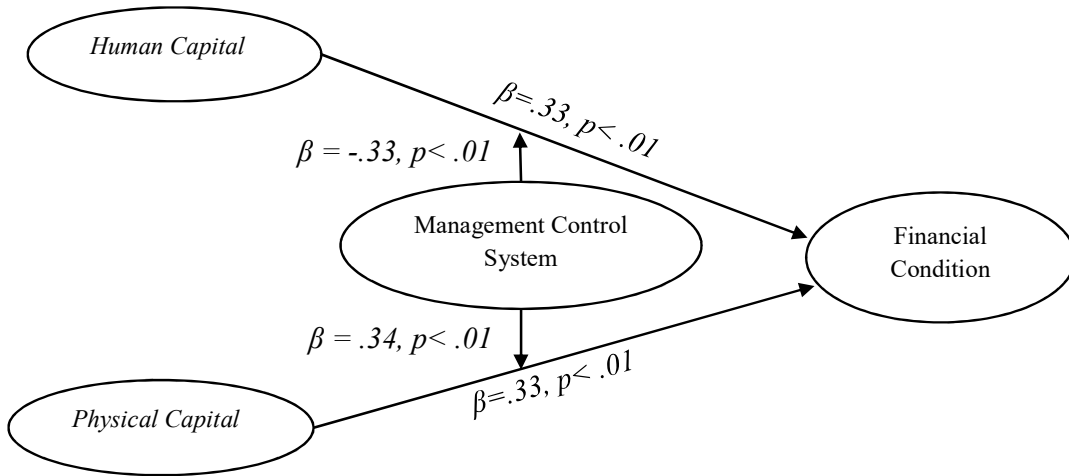 Human Capital
β=.33, p< .01
β = -.33, p< .01
Management Control
System
Financial
Condition
β = .34, p< .01
β=.33, p< .01
Physical Capital